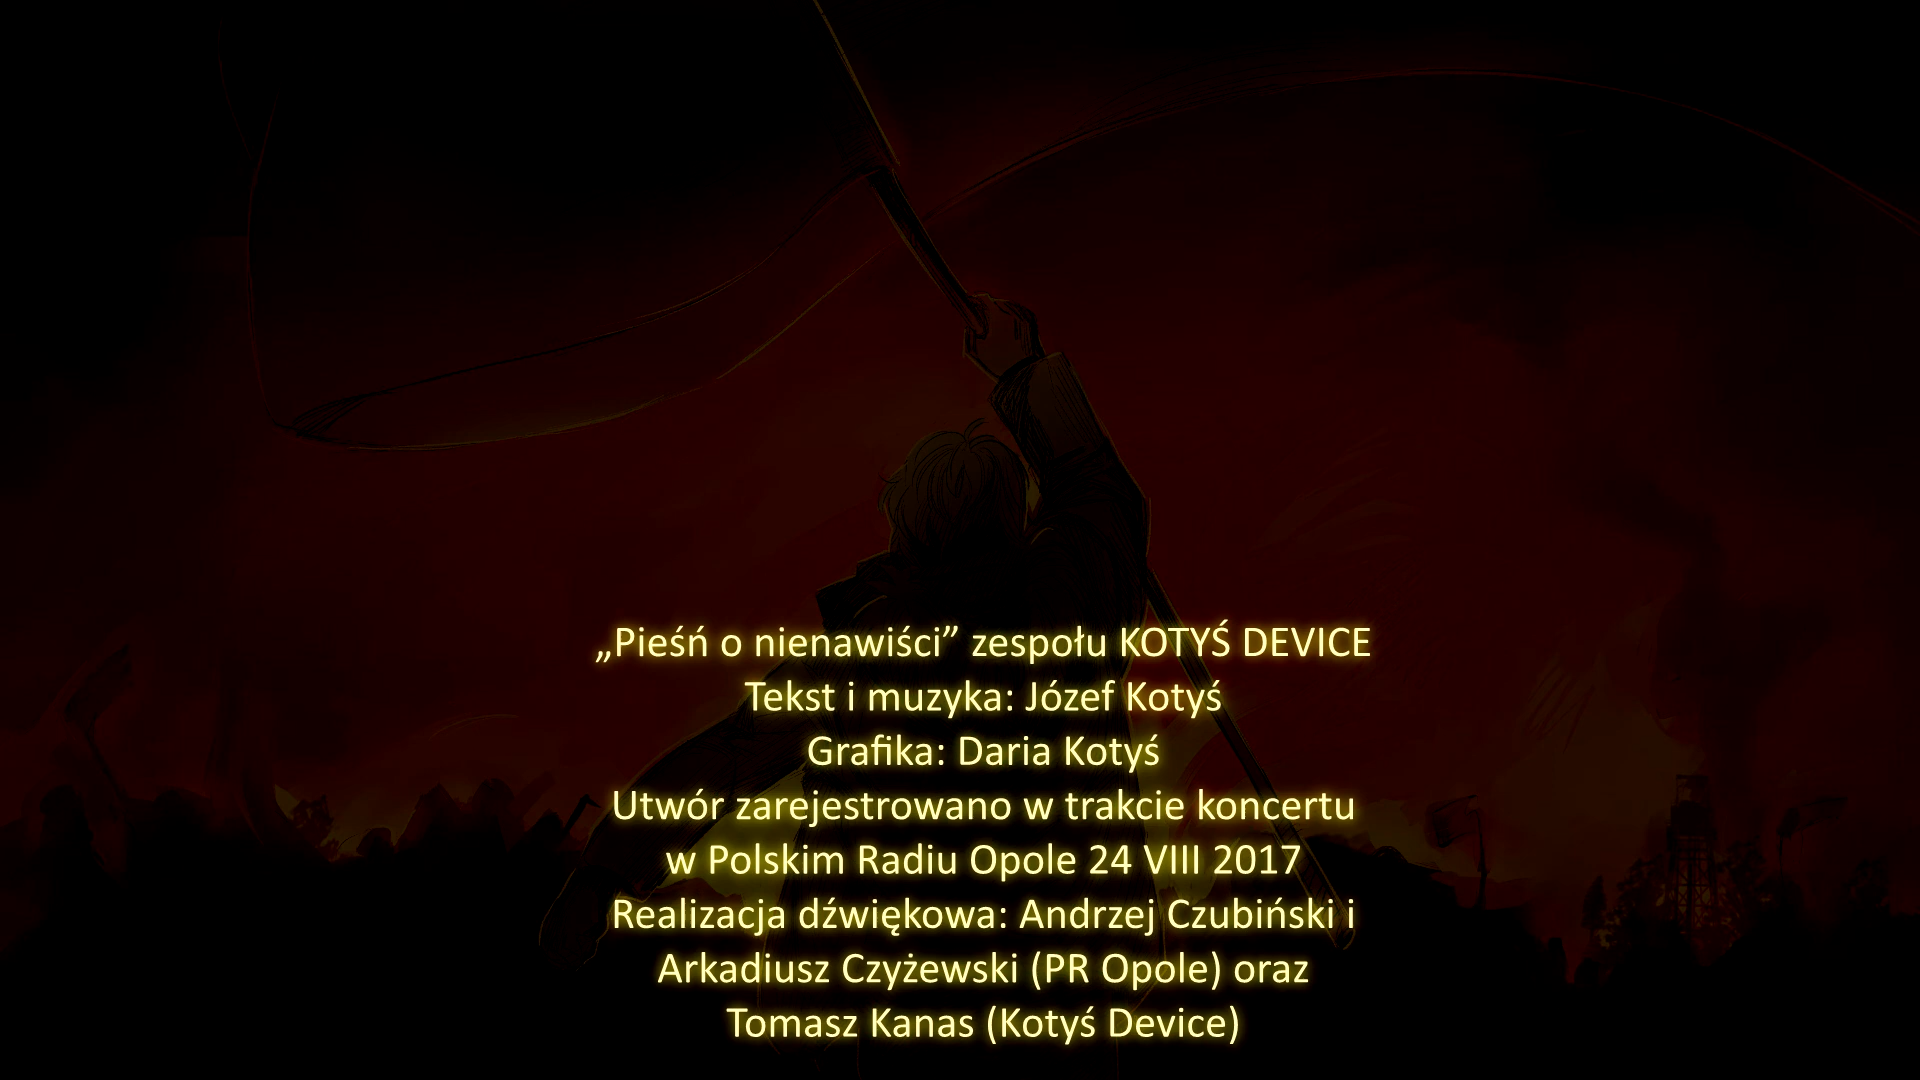 „Pieśń o nienawiści” zespołu KOTYŚ DEVICE
Tekst i muzyka: Józef Kotyś
Grafika: Daria Kotyś
Utwór zarejestrowano w trakcie koncertu
w Polskim Radiu Opole 24 VIII 2017
Realizacja dźwiękowa: Andrzej Czubiński i
Arkadiusz Czyżewski (PR Opole) oraz
Tomasz Kanas (Kotyś Device)